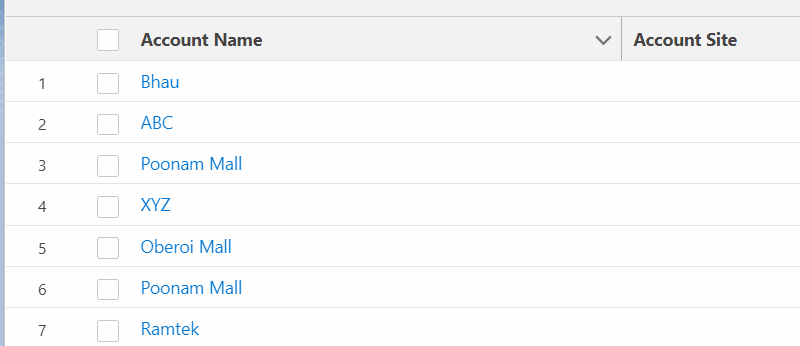 Account Name Account Site
1 Bhau
2 ABC
3 Poonam Mall
4 XYZ
5 Oberoi Mall
6 Poonam Mall
7 Ramtek